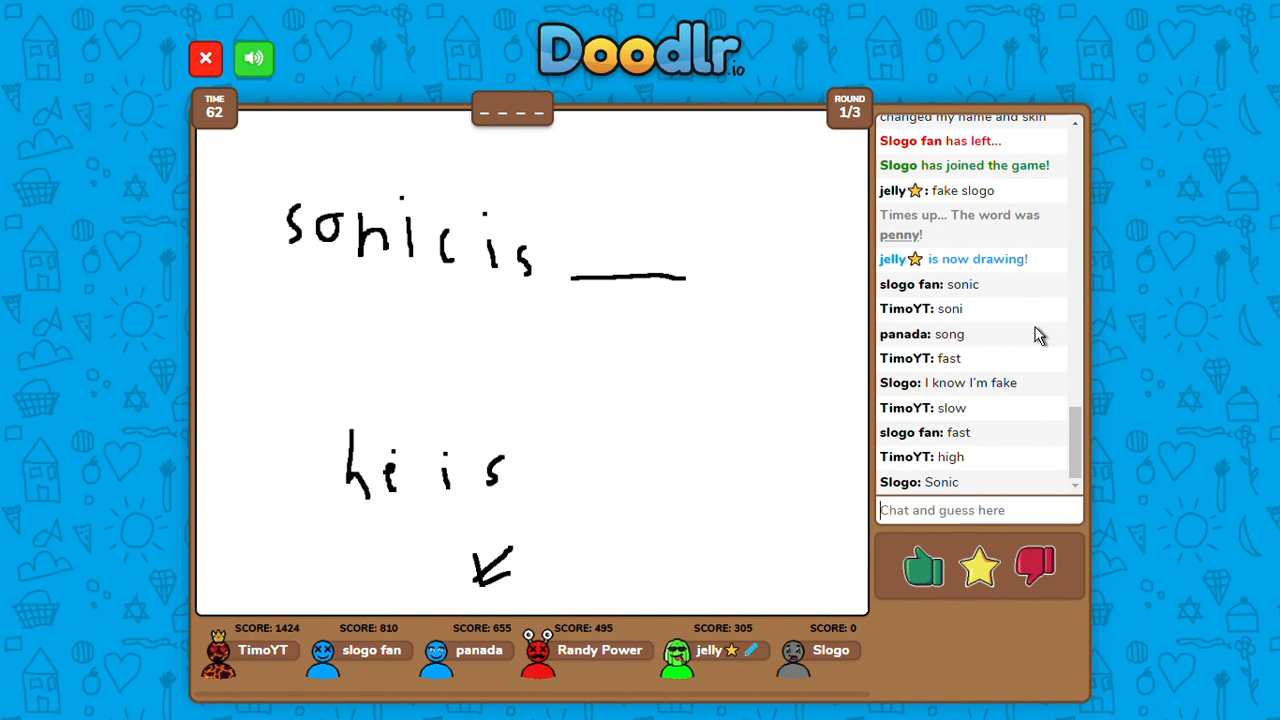 Doodlr.io
TIME
62
_ _ _ _
ROUND
1/3
sonic is ___
he is
changed my name and skin
Slogo fan has left...
Slogo has joined the game!
jelly⭐: fake slogo
Times up... The word was
penny!
jelly⭐ is now drawing!
slogo fan: sonic
TimoYT: soni
panada: song
TimoYT: fast
Slogo: I know I'm fake
TimoYT: slow
slogo fan: fast
TimoYT: high
Slogo: Sonic
Chat and guess here
SCORE: 1424
TimoYT
SCORE: 810
slogo fan
SCORE: 655
panada
SCORE: 495
Randy Power
SCORE: 305
jelly⭐
SCORE: 0
Slogo